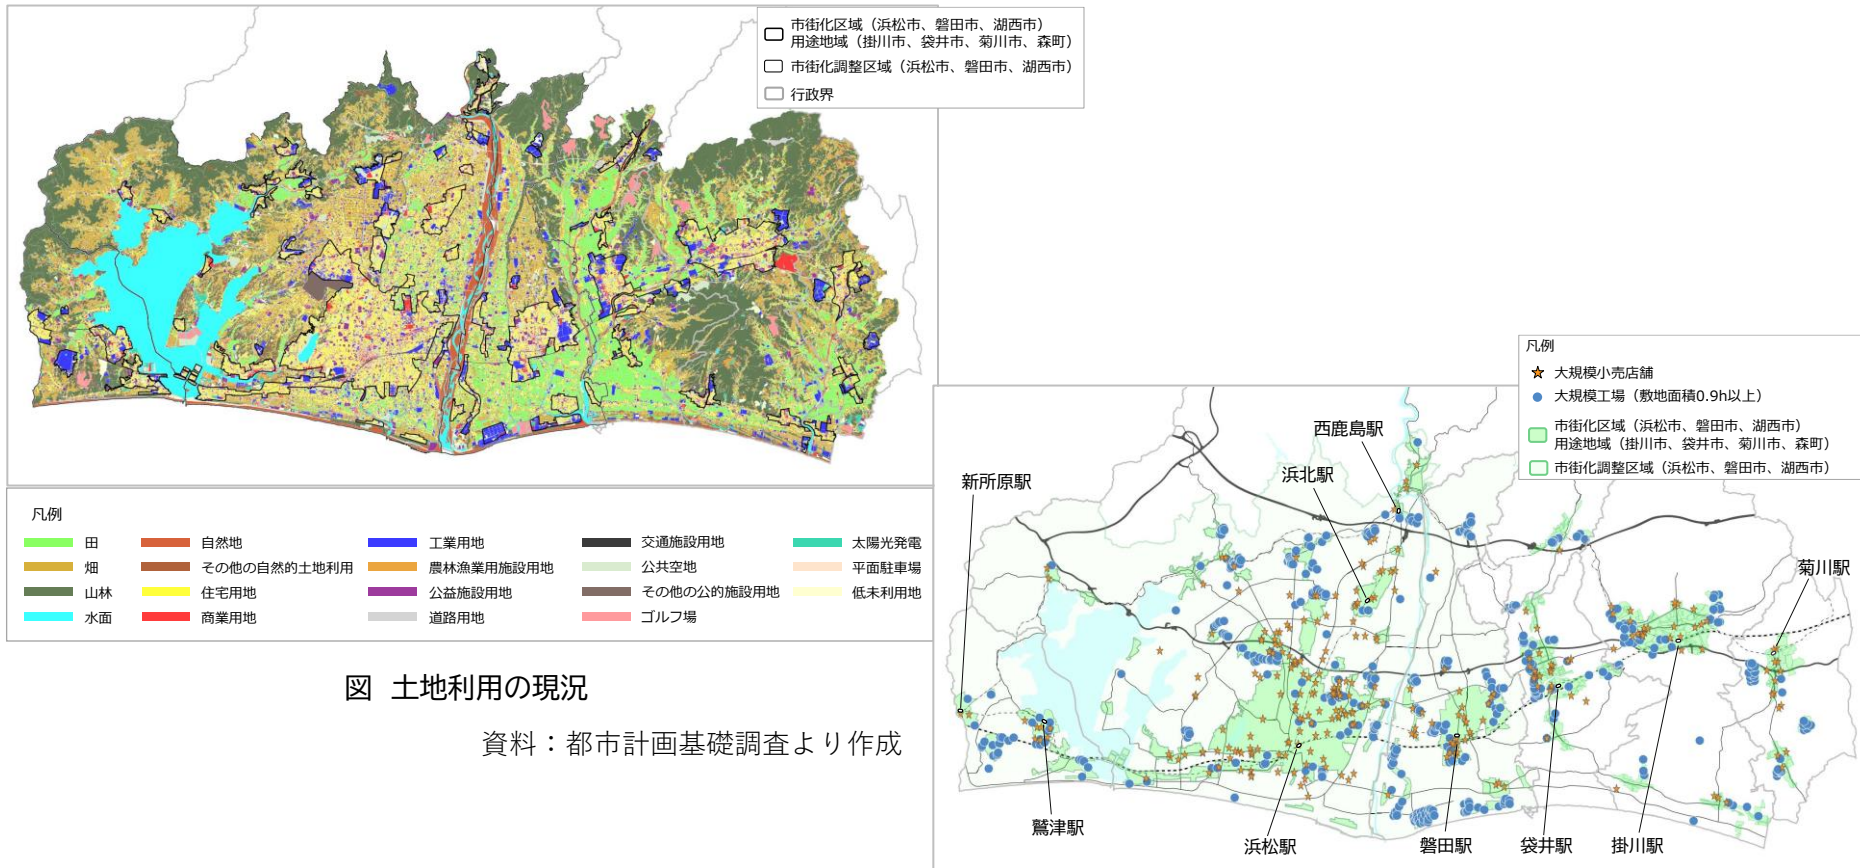 市街化区域（浜松市、磐田市、湖西市）
用途地域（掛川市、袋井市、菊川市、森町）
市街化調整区域（浜松市、磐田市、湖西市）
行政界
凡例
田
自然地
工業用地
交通施設用地
太陽光発電
畑
その他の自然的土地利用
農林漁業用施設用地
公共空地
平面駐車場
山林
住宅用地
公益施設用地
その他の公的施設用地
低未利用地
水面
商業用地
道路用地
ゴルフ場
図 土地利用の現況
資料：都市計画基礎調査より作成
凡例
大規模小売店舗
大規模工場（敷地面積0.9h以上）
市街化区域（浜松市、磐田市、湖西市）
用途地域（掛川市、袋井市、菊川市、森町）
市街化調整区域（浜松市、磐田市、湖西市）
西鹿島駅
浜北駅
新所原駅
菊川駅
鷲津駅
浜松駅
磐田駅
袋井駅
掛川駅